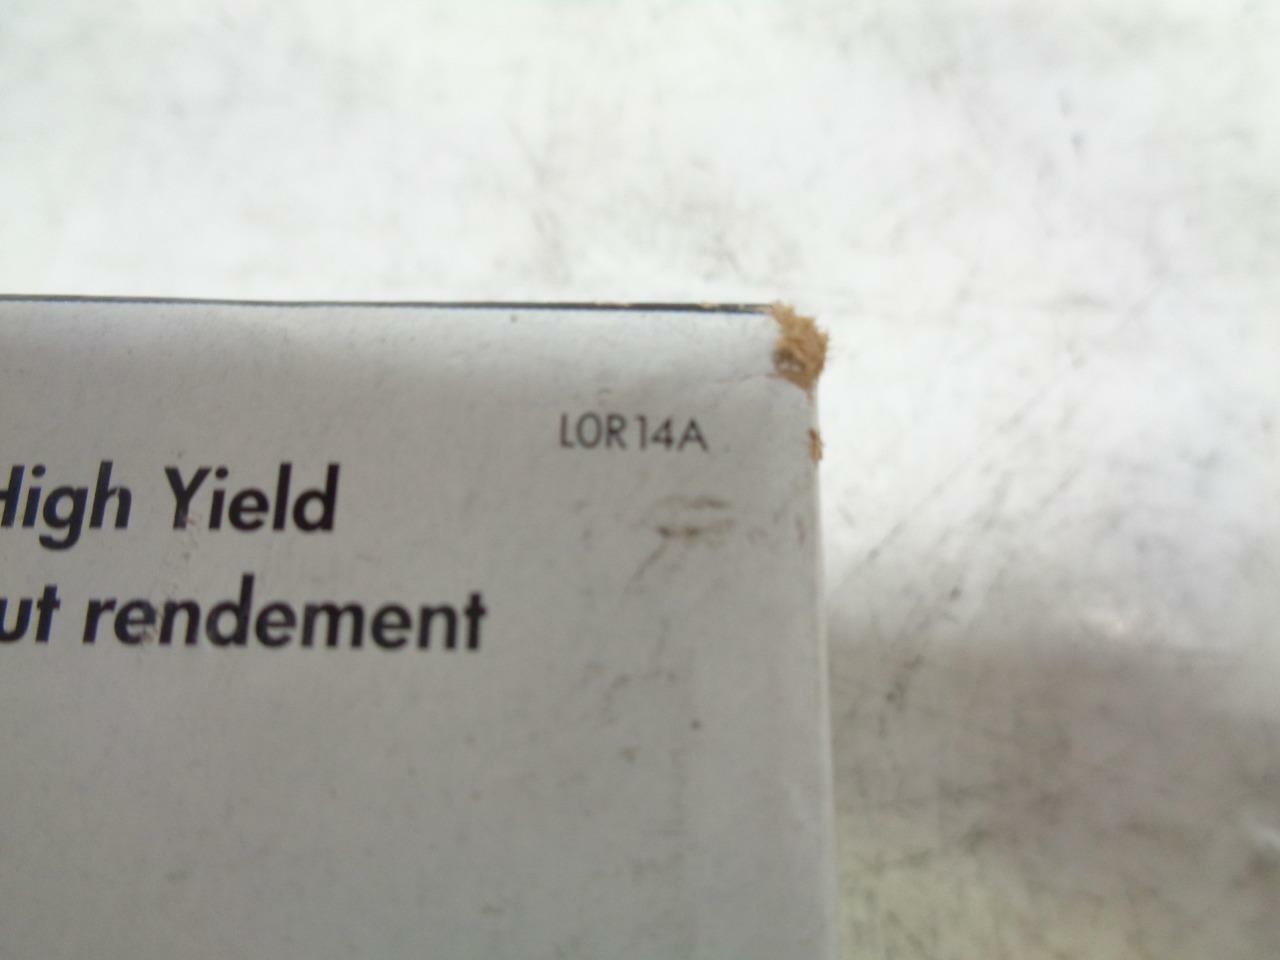 L0R14A
High Yield
ut rendement